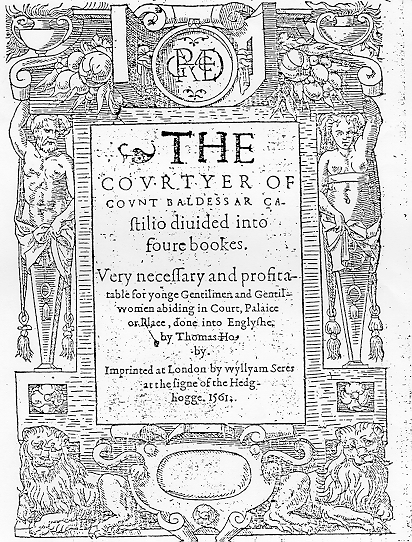 THE
COVRTYER OF
COVNT BALDESSAR CA-
ſtilio diuided into
foure bookes.
Very neceſſary and profita-
table for yonge Gentilmen and Gentil-
women abiding in Court, Palaice
or Place, done into Englyſhe
by Thomas Ho-
by.
Imprinted at London by wyllyam Seres
at the ſigne of the Hedg-
hogge. 1561.